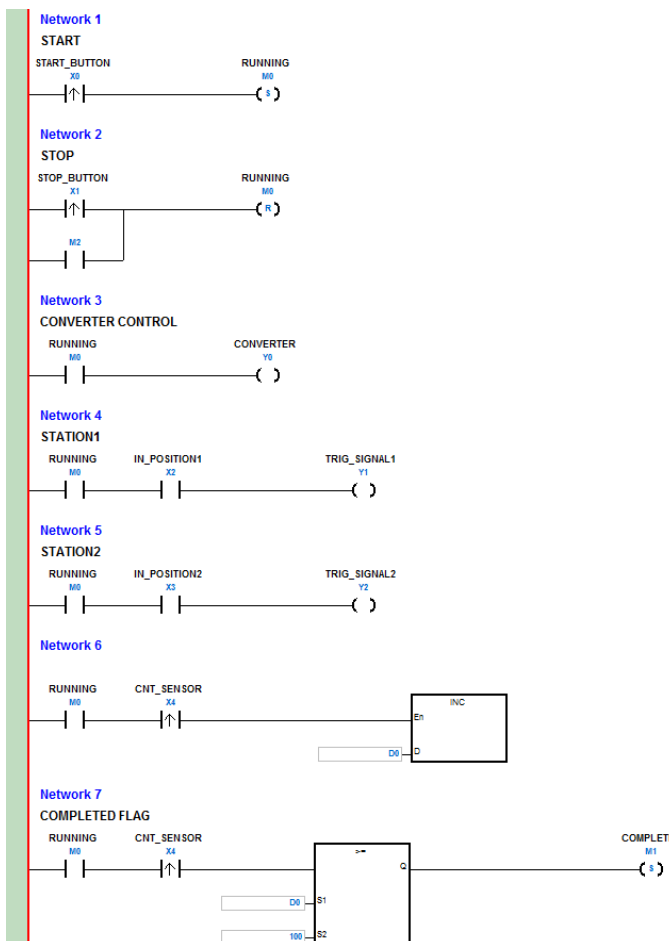 Network 1
START
START_BUTTON RUNNING
X0 M0
S
Network 2
STOP
STOP_BUTTON RUNNING
X1 M0
R
M2
Network 3
CONVERTER CONTROL
RUNNING CONVERTER
M0 Y0
Network 4
STATION1
RUNNING IN_POSITION1 TRIG_SIGNAL1
M0 X2 Y1
Network 5
STATION2
RUNNING IN_POSITION2 TRIG_SIGNAL2
M0 X3 Y2
Network 6
RUNNING CNT_SENSOR
M0 X4 INC
En
D0 D
Network 7
COMPLETED FLAG
RUNNING CNT_SENSOR COMPLET
M0 X4 >= M1
Q S
D0 S1
100 S2